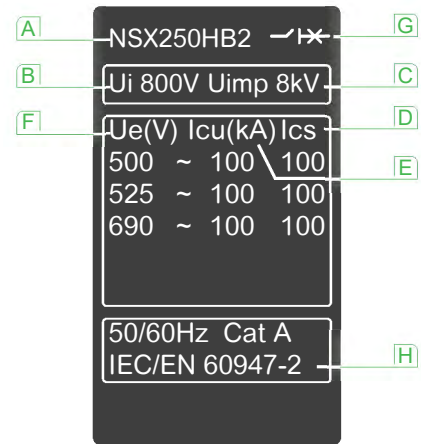 A
NSX250HB2
G
B
Ui 800V Uimp 8kV
C
F
Ue(V) Icu(kA) Ics
D
500 ~ 100 100
E
525 ~ 100 100
690 ~ 100 100
50/60Hz Cat A
IEC/EN 60947-2
H